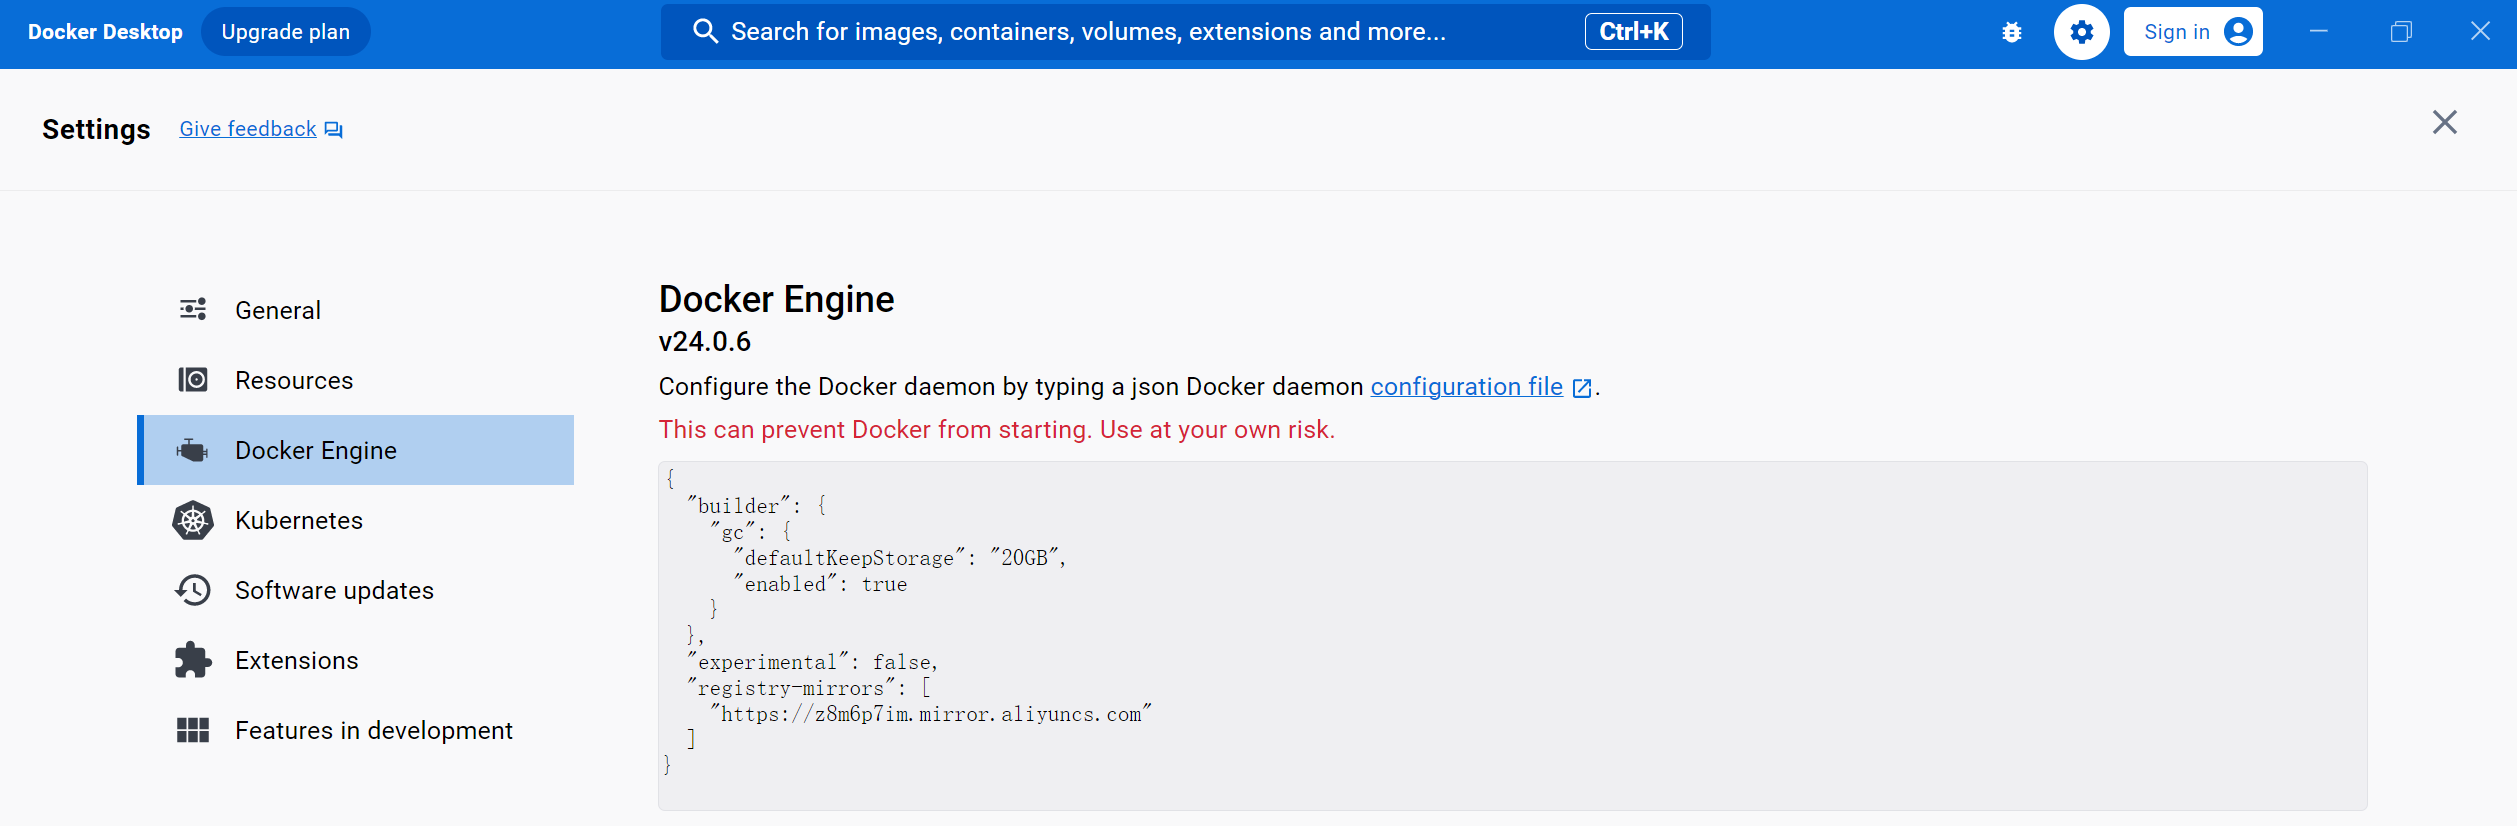 Docker Desktop Upgrade plan Search for images, containers, volumes, extensions and more... Ctrl+K Sign in
Settings Give feedback
General
Resources
Docker Engine
Kubernetes
Software updates
Extensions
Features in development
Docker Engine
v24.0.6
Configure the Docker daemon by typing a json Docker daemon configuration file .
This can prevent Docker from starting. Use at your own risk.
{
  "builder": {
    "gc": {
      "defaultKeepStorage": "20GB",
      "enabled": true
    }
  },
  "experimental": false,
  "registry-mirrors": [
    "https://z8m6p7im.mirror.aliyuncs.com"
  ]
}